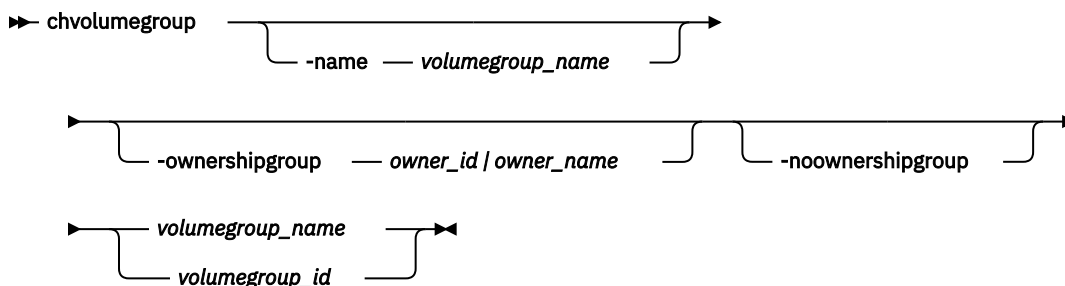 chvolumegroup
-name volumegroup_name
-ownershipgroup owner_id / owner_name -noownershipgroup
volumegroup_name
volumegroup_id